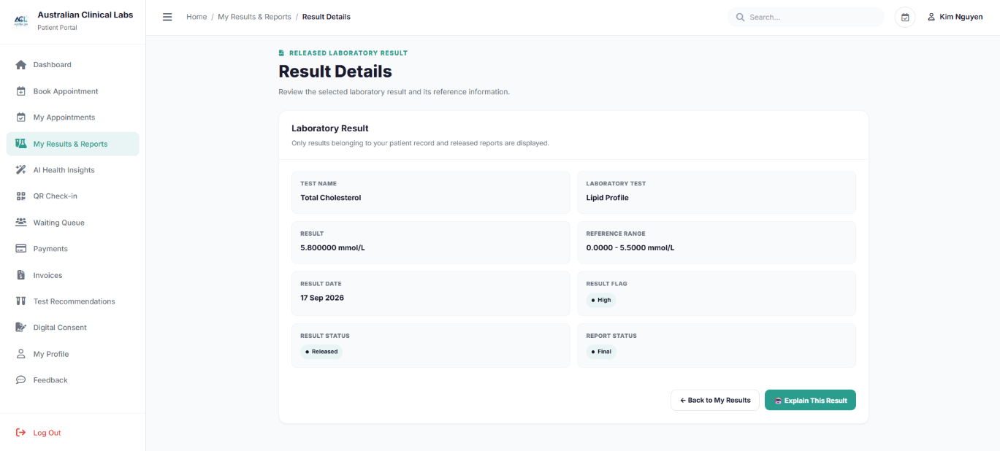 Australian Clinical Labs
Patient Portal
Home / My Results & Reports / Result Details
Search...
Kim Nguyen
Dashboard
Book Appointment
My Appointments
My Results & Reports
AI Health Insights
QR Check-in
Waiting Queue
Payments
Invoices
Test Recommendations
Digital Consent
My Profile
Feedback
Log Out
RELEASED LABORATORY RESULT
Result Details
Review the selected laboratory result and its reference information.
Laboratory Result
Only results belonging to your patient record and released reports are displayed.
TEST NAME
Total Cholesterol
LABORATORY TEST
Lipid Profile
RESULT
5.800000 mmol/L
REFERENCE RANGE
0.0000 - 5.5000 mmol/L
RESULT DATE
17 Sep 2026
RESULT FLAG
High
RESULT STATUS
Released
REPORT STATUS
Final
← Back to My Results
Explain This Result